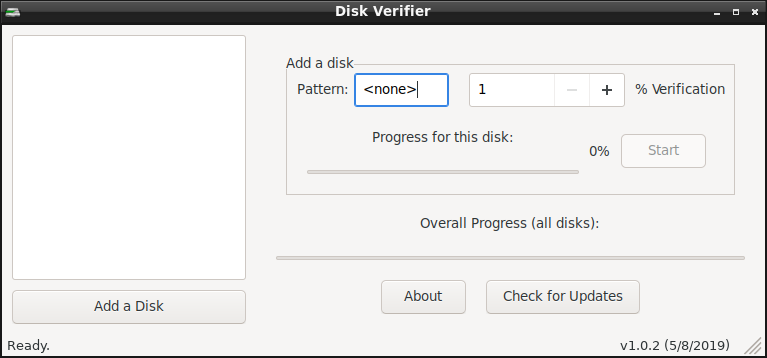 Disk Verifier
Add a disk
Pattern: <none> 1 − + % Verification
Progress for this disk:
0% Start
Overall Progress (all disks):
Add a Disk
About Check for Updates
Ready. v1.0.2 (5/8/2019)